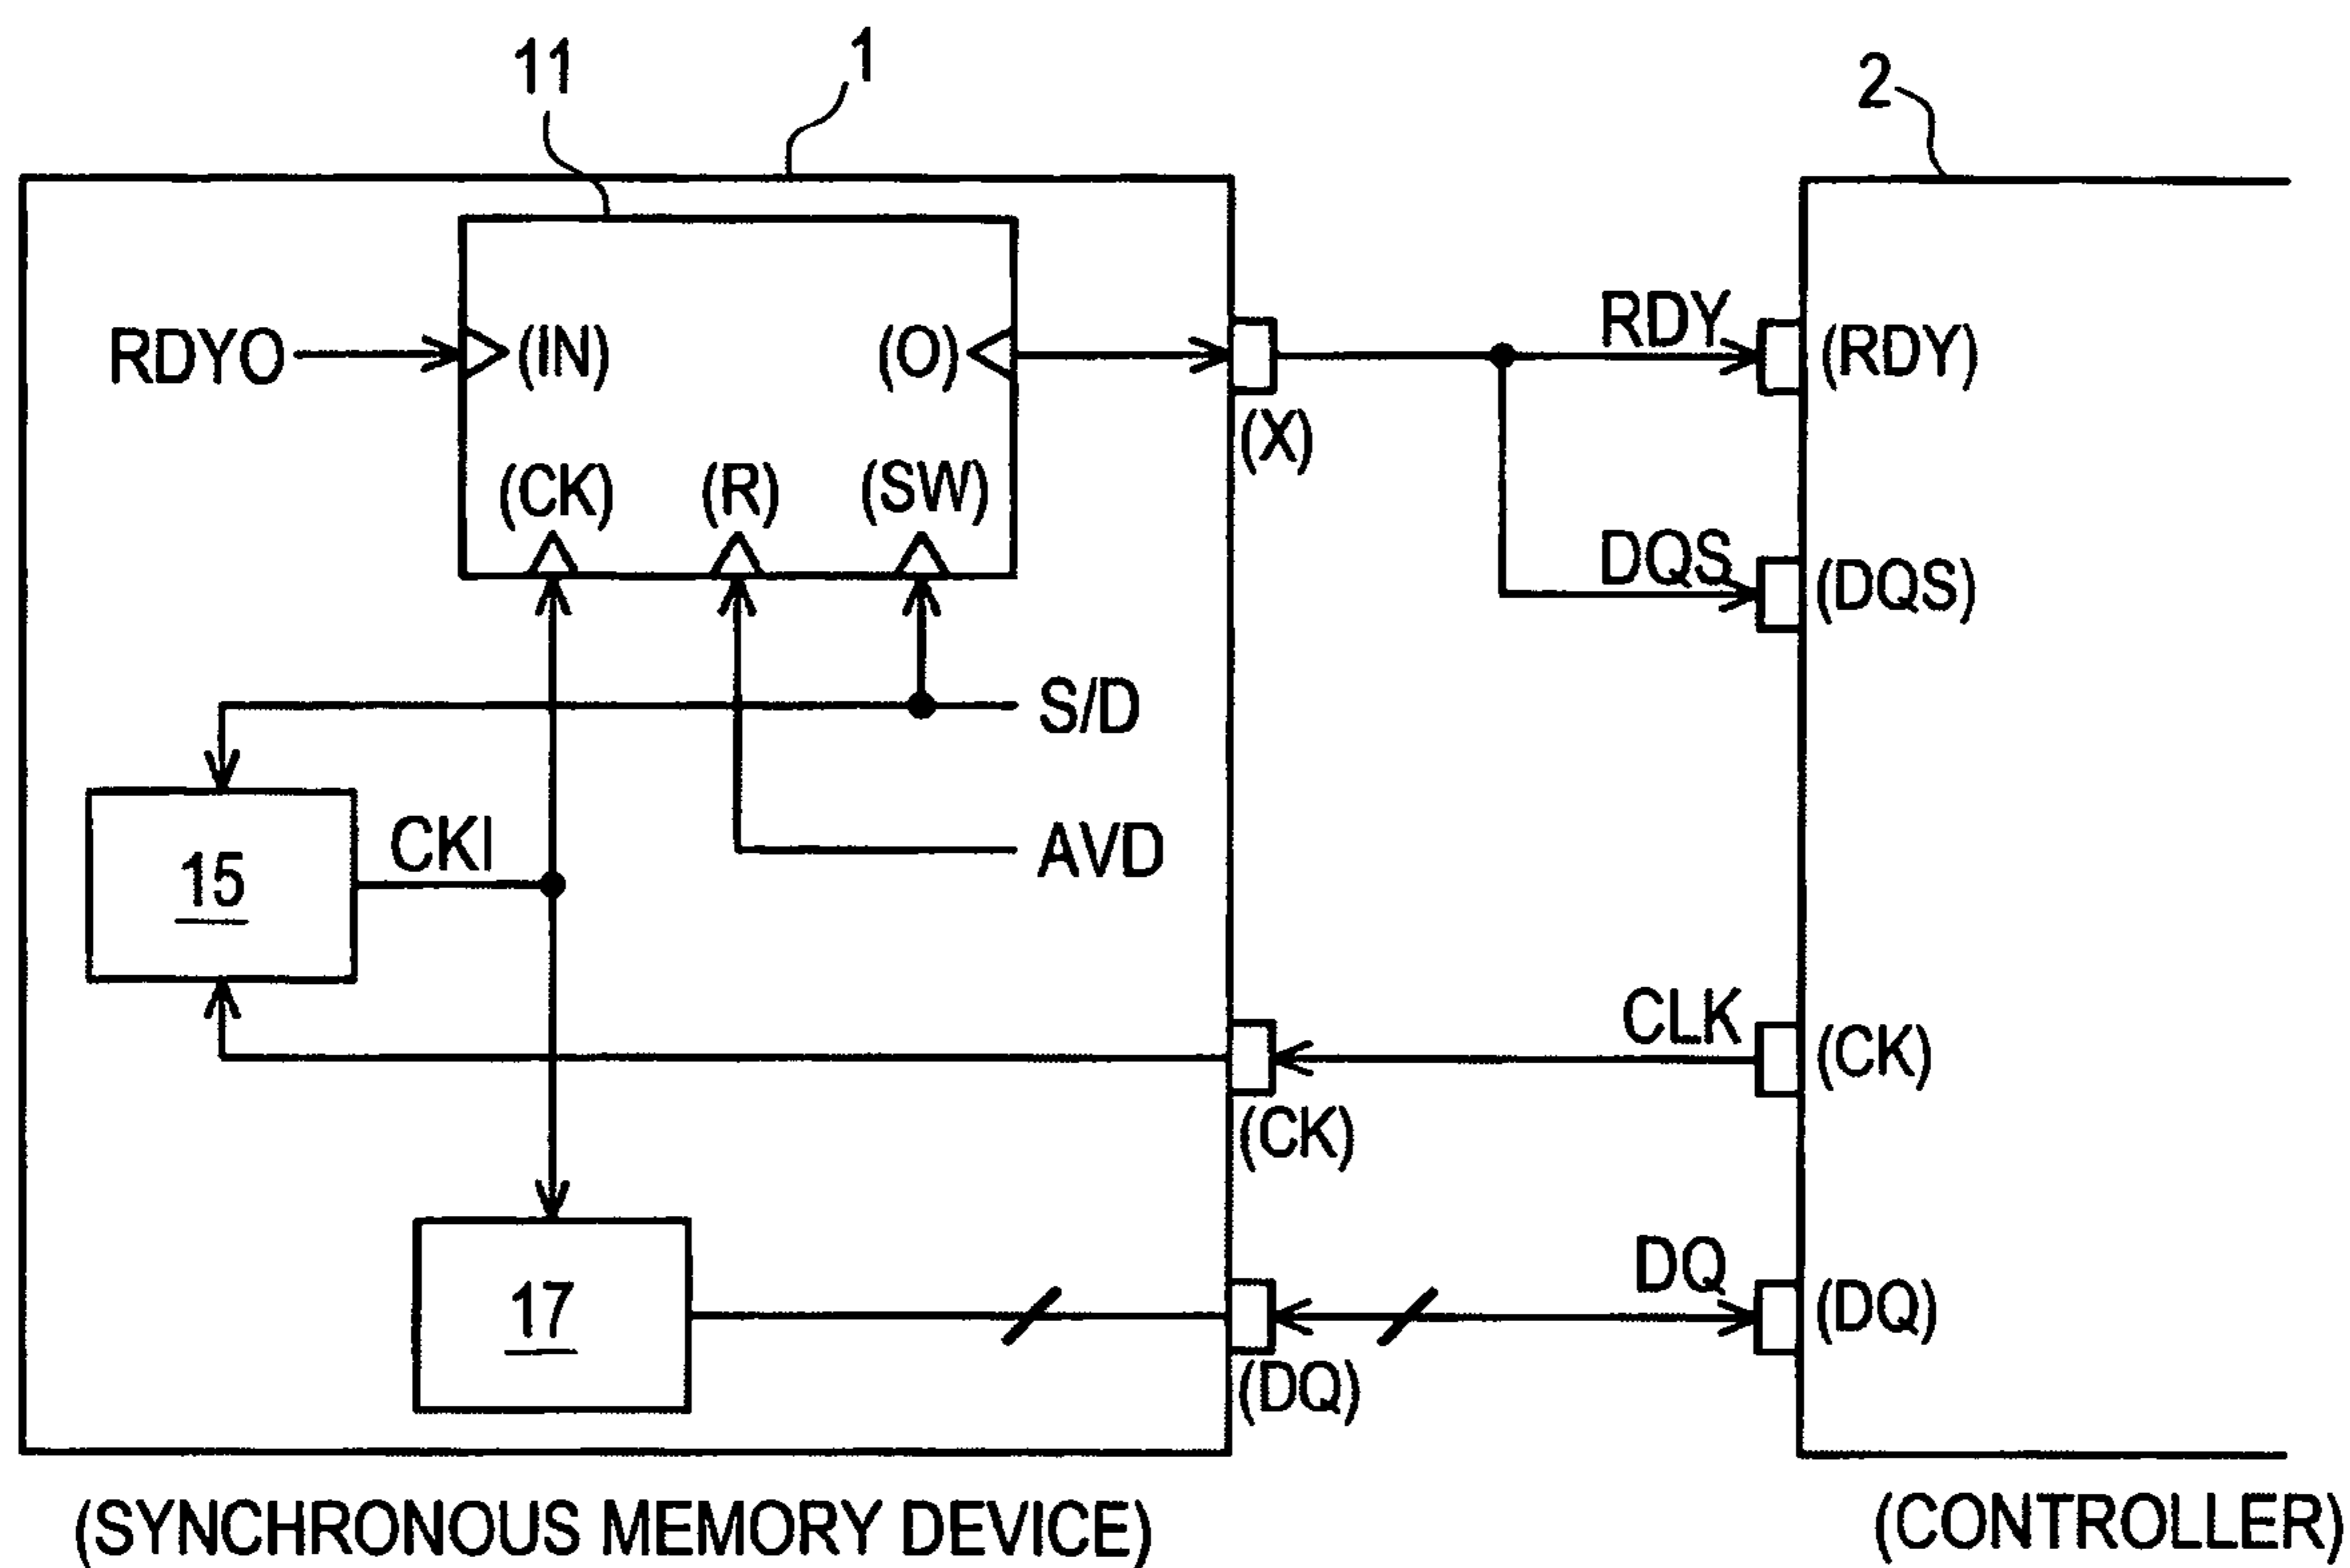 11
1
2
RDYO
(IN)
(O)
RDY
(RDY)
(X)
(CK)
(R)
(SW)
DQS
(DQS)
S/D
CKI
AVD
15
CLK
(CK)
(CK)
DQ
(DQ)
17
(DQ)
(SYNCHRONOUS MEMORY DEVICE)
(CONTROLLER)